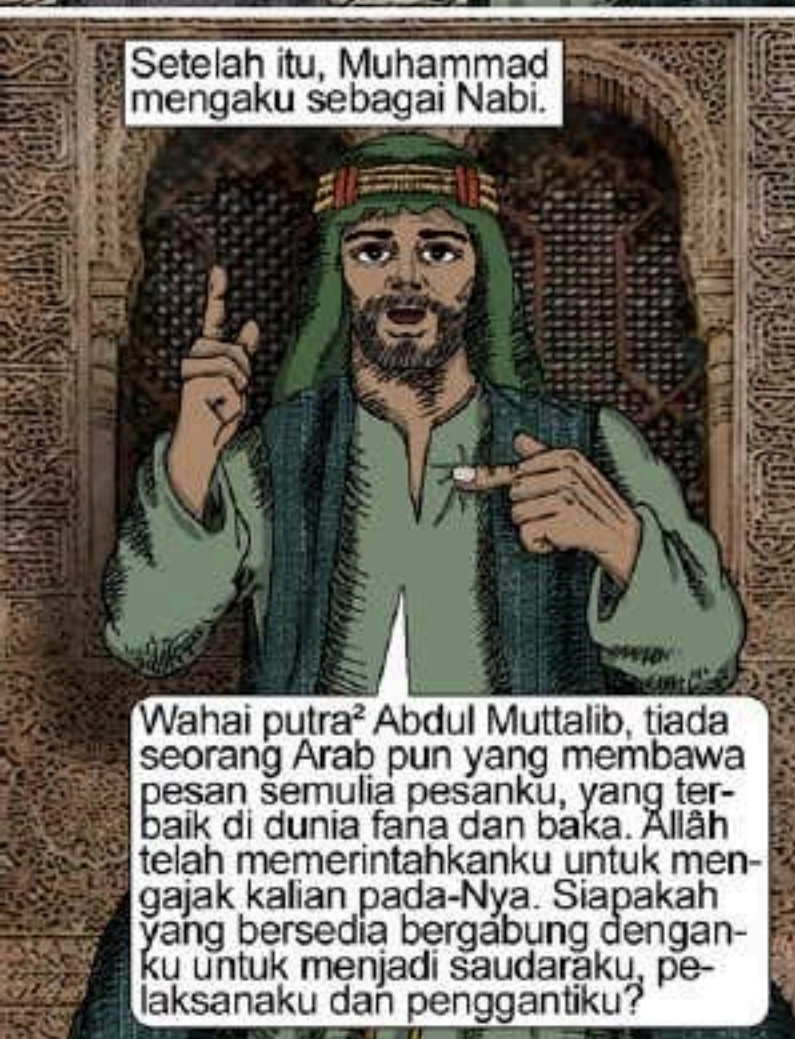 Setelah itu, Muhammad
mengaku sebagai Nabi.
Wahai putra² Abdul Muttalib, tiada
seorang Arab pun yang membawa
pesan semulia pesanku, yang ter-
baik di dunia fana dan baka. Allâh
telah memerintahkanku untuk men-
gajak kalian pada-Nya. Siapakah
yang bersedia bergabung dengan-
ku untuk menjadi saudaraku, pe-
laksanaku dan penggantiku?